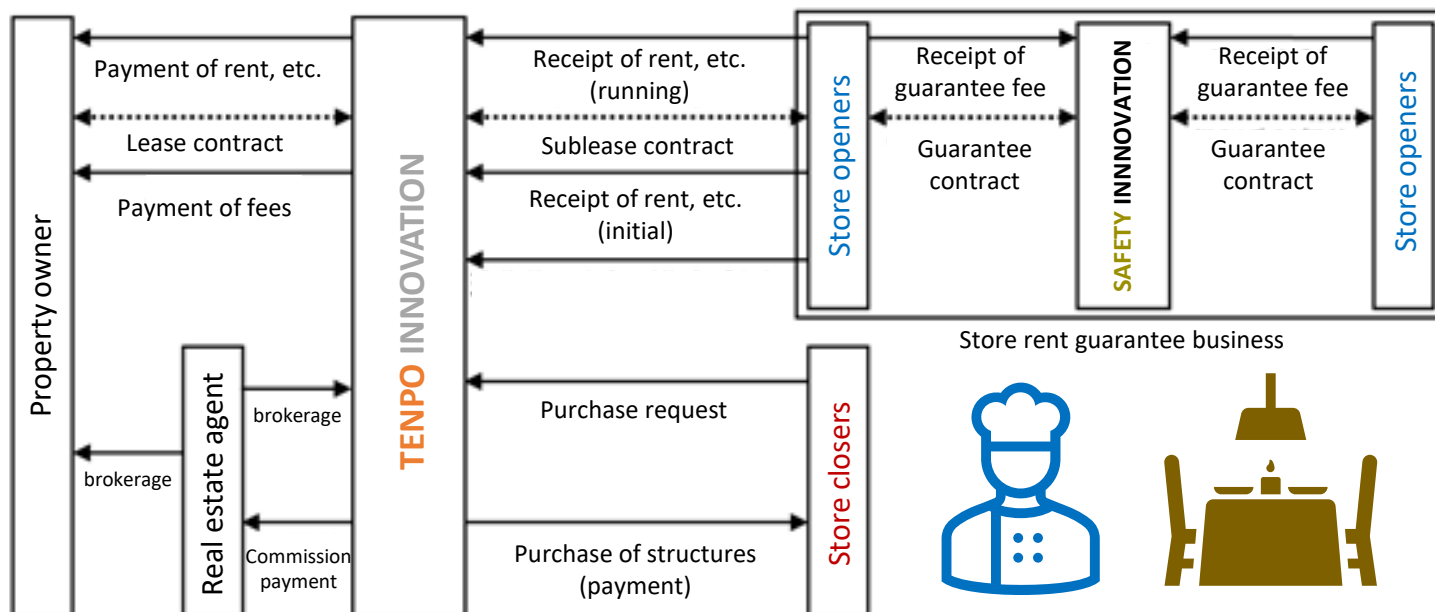 Property owner
Payment of rent, etc.
Lease contract
Payment of fees
Real estate agent
brokerage
brokerage
Commission
payment
TENPO INNOVATION
Receipt of rent, etc.
(running)
Sublease contract
Receipt of rent, etc.
(initial)
Purchase request
Purchase of structures
(payment)
Store openers
Receipt of
guarantee fee
Guarantee
contract
SAFETY INNNOVATION
Receipt of
guarantee fee
Guarantee
contract
Store openers
Store rent guarantee business
Store closers